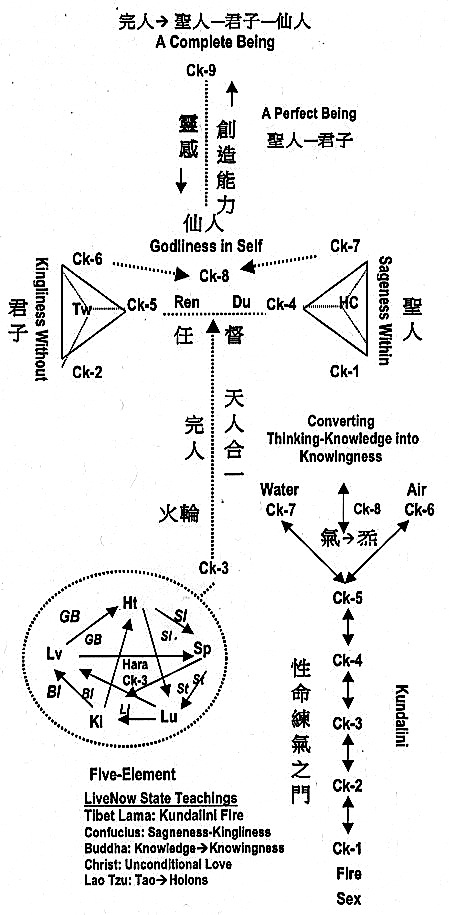 完人→ 聖人—君子—仙人
A Complete Being
Ck-9
靈感
創造能力
A Perfect Being
聖人—君子
仙人
Godliness in Self
Ck-6
Ck-8
Ck-7
Kingliness Without
君子
Tw
Ck-5
Ren
Du
Ck-4
HC
Sageness Within
聖人
任
督
Ck-2
Ck-1
完人
天人合一
火輪
Ck-3
Converting
Thinking-Knowledge into
Knowingness
Water
Ck-7
Ck-8
Air
Ck-6
氣→炁
Ck-5
Ck-4
Ck-3
Ck-2
Ck-1
Fire
Sex
性命練氣之門
Kundalini
GB
Ht
SI
GB
SI
Lv
Sp
Hara
Ck-3
Bl
Bl
LI
St
St
KI
Lu
Five-Element
LiveNow State Teachings
Tibet Lama: Kundalini Fire
Confucius: Sagneness-Kingliness
Buddha: Knowledge→Knowingness
Christ: Unconditional Love
Lao Tzu: Tao→Holons